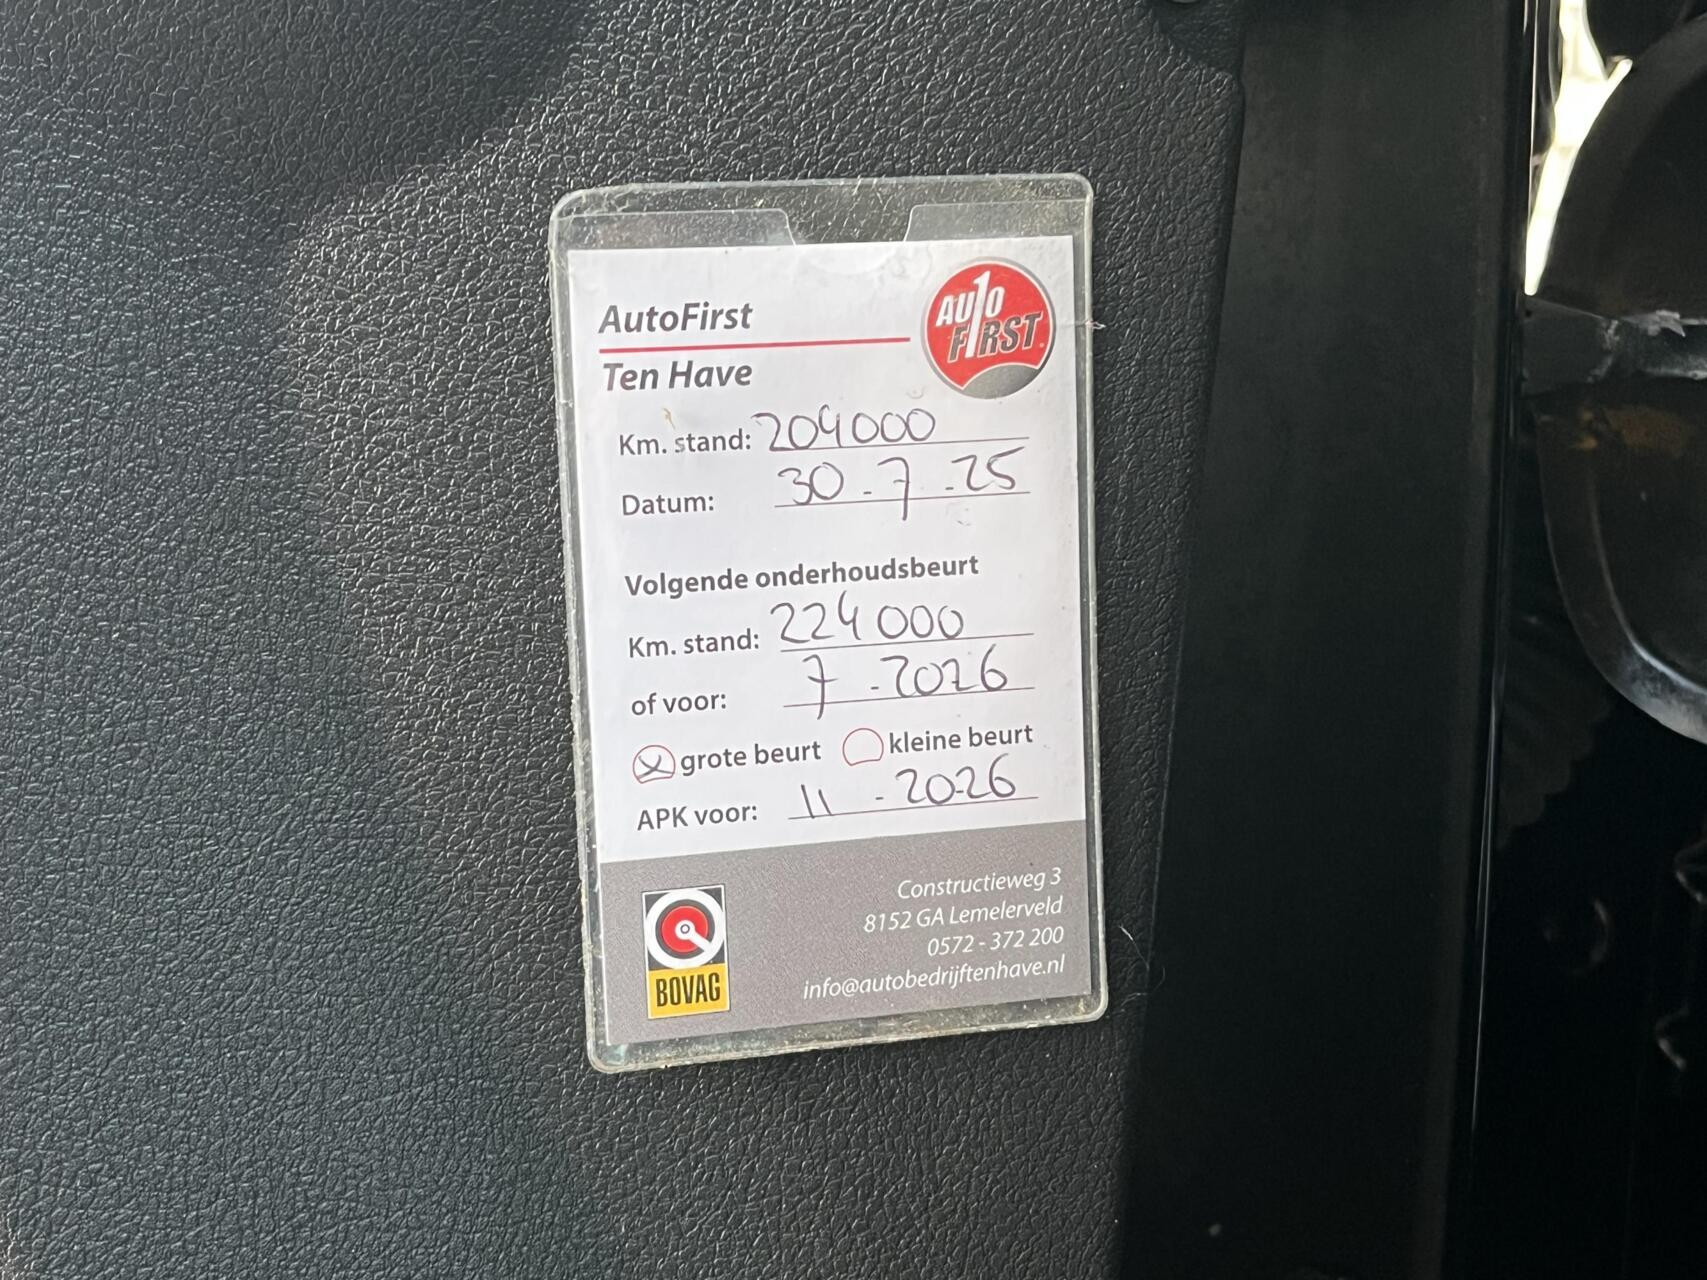 AutoFirst
AUTO
F1RST
Ten Have
Km. stand: 204000
Datum: 30-7-25
Volgende onderhoudsbeurt
Km. stand: 224000
of voor: 7-2026
grote beurt kleine beurt
APK voor: 11-2026
Constructieweg 3
8152 GA Lemelerveld
0572 - 372 200
info@autobedrijftenhave.nl
BOVAG